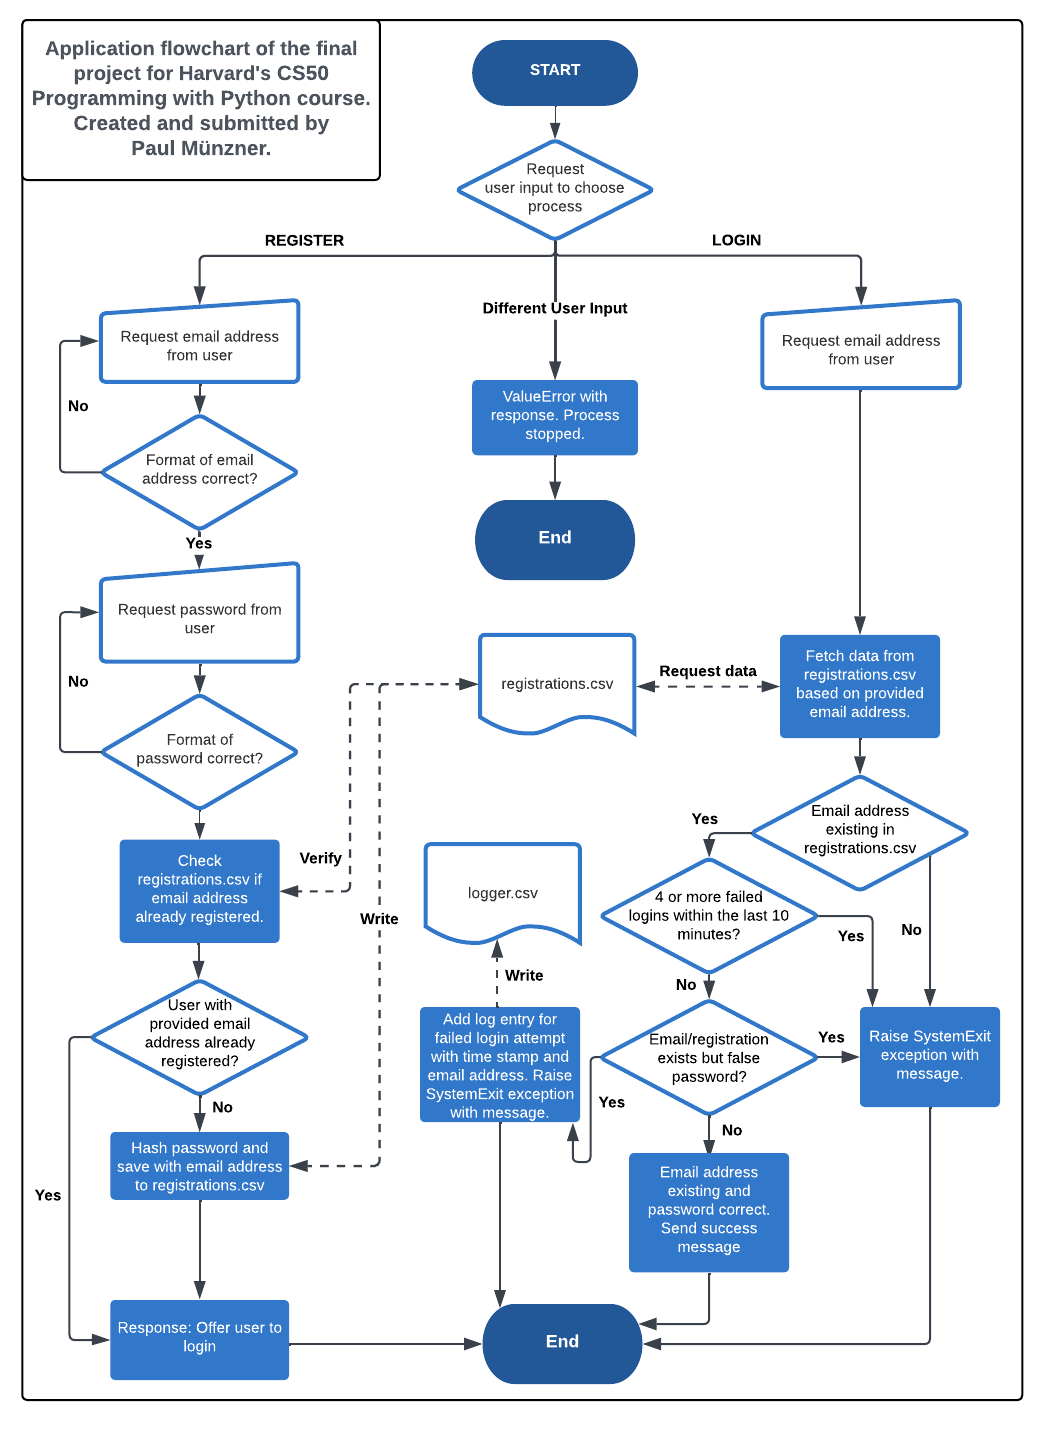 Application flowchart of the final
project for Harvard's CS50
Programming with Python course.
Created and submitted by
Paul Münzner.
START
Request
user input to choose
process
REGISTER
LOGIN
Different User Input
Request email address
from user
Request email address
from user
ValueError with
response. Process
stopped.
No
Format of email
address correct?
End
Yes
Request password from
user
No
registrations.csv
Request data
Fetch data from
registrations.csv
based on provided
email address.
Format of
password correct?
Email address
existing in
registrations.csv
Yes
Check
registrations.csv if
email address
already registered.
Verify
Write
logger.csv
4 or more failed
logins within the last 10
minutes?
Yes
No
Write
No
User with
provided email
address already
registered?
Add log entry for
failed login attempt
with time stamp and
email address. Raise
SystemExit exception
with message.
Email/registration
exists but false
password?
Yes
Raise SystemExit
exception with
message.
No
Yes
No
Hash password and
save with email address
to registrations.csv
Yes
Email address
existing and
password correct.
Send success
message
Response: Offer user to
login
End